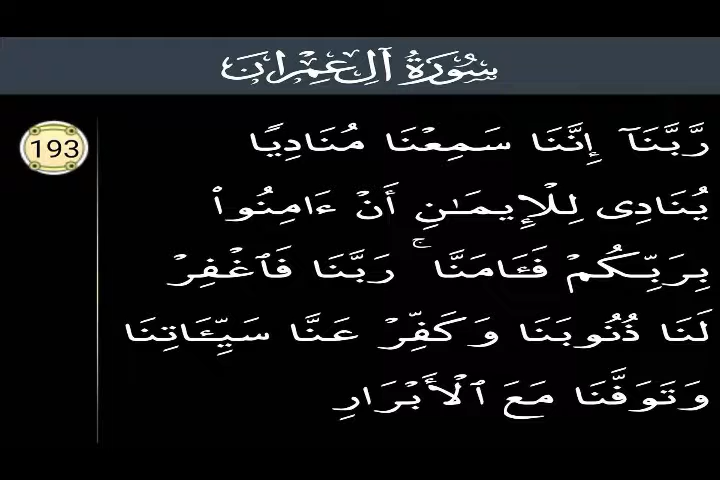 سُورَةُ آلِ عِمْرَانَ
193
رَّبَّنَآ إِنَّنَا سَمِعْنَا مُنَادِيًا
يُنَادِى لِلْإِيمَـٰنِ أَنْ ءَامِنُوا۟
بِرَبِّكُمْ فَـَٔامَنَّا ۚ رَبَّنَا فَٱغْفِرْ
لَنَا ذُنُوبَنَا وَكَفِّرْ عَنَّا سَيِّـَٔاتِنَا
وَتَوَفَّنَا مَعَ ٱلْأَبْرَارِ